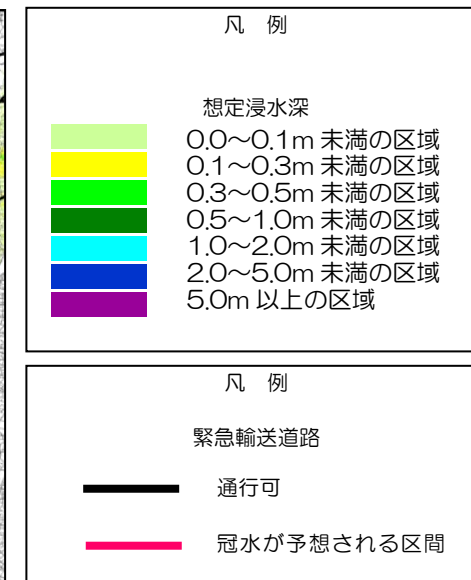 凡 例
想定浸水深
0.0～0.1m 未満の区域
0.1～0.3m 未満の区域
0.3～0.5m 未満の区域
0.5～1.0m 未満の区域
1.0～2.0m 未満の区域
2.0～5.0m 未満の区域
5.0m 以上の区域
凡 例
緊急輸送道路
通行可
冠水が予想される区間